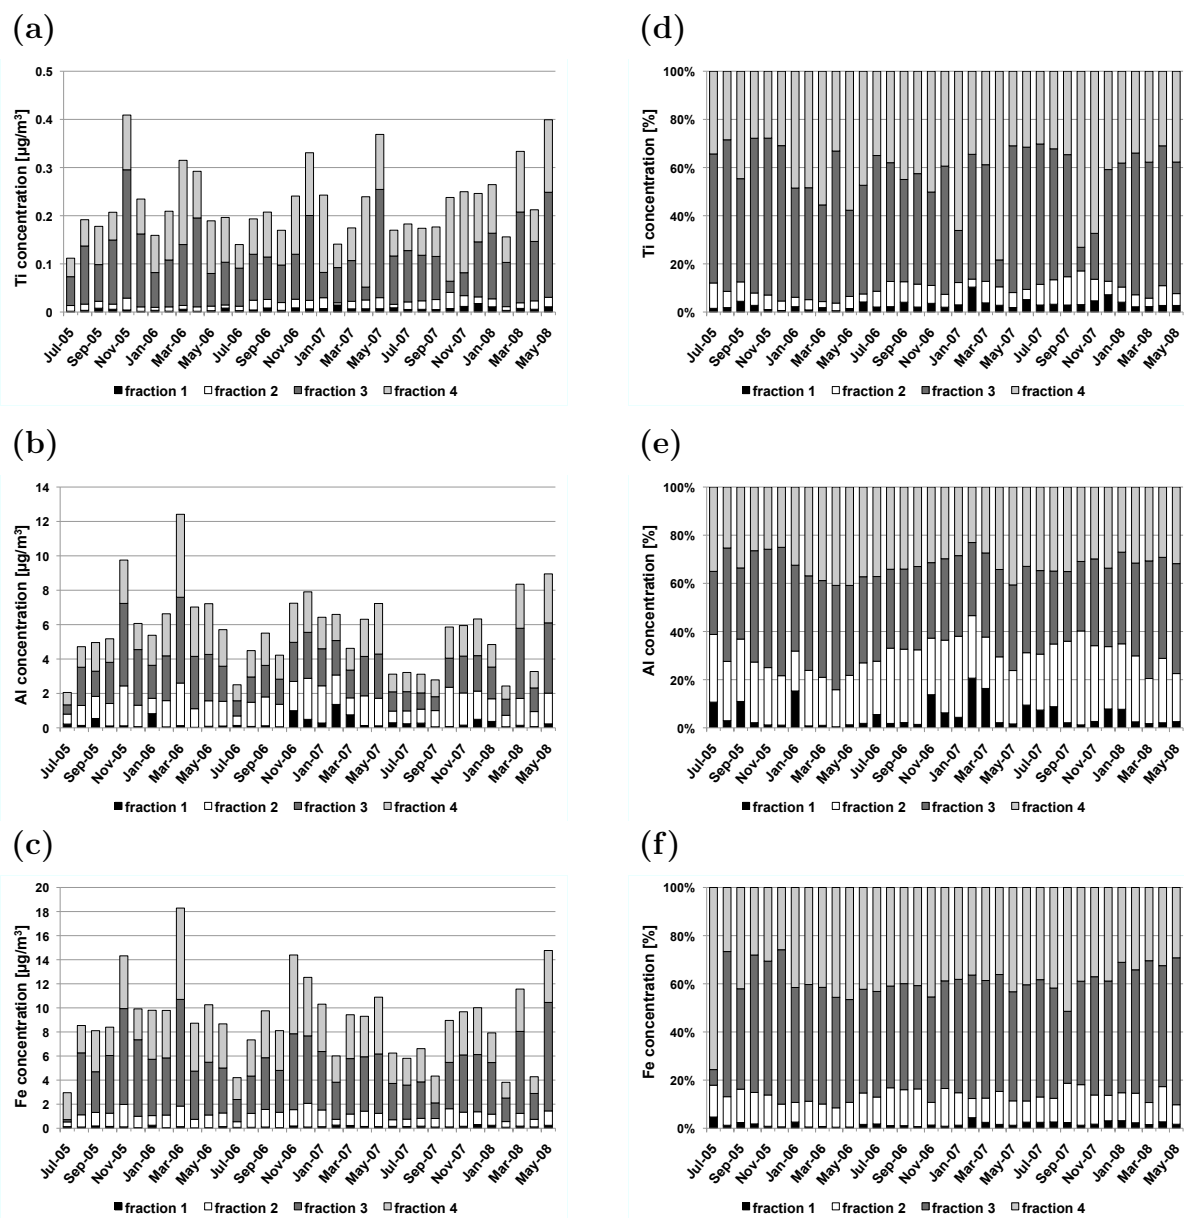 (a)
Ti concentration [µg/m³]
0.5
0.4
0.3
0.2
0.1
0
Jul-05 Sep-05 Nov-05 Jan-06 Mar-06 May-06 Jul-06 Sep-06 Nov-06 Jan-07 Mar-07 May-07 Jul-07 Sep-07 Nov-07 Jan-08 Mar-08 May-08
fraction 1 fraction 2 fraction 3 fraction 4
(d)
Ti concentration [%]
100%
80%
60%
40%
20%
0%
Jul-05 Sep-05 Nov-05 Jan-06 Mar-06 May-06 Jul-06 Sep-06 Nov-06 Jan-07 Mar-07 May-07 Jul-07 Sep-07 Nov-07 Jan-08 Mar-08 May-08
fraction 1 fraction 2 fraction 3 fraction 4
(b)
Al concentration [µg/m³]
14
12
10
8
6
4
2
0
Jul-05 Sep-05 Nov-05 Jan-06 Mar-06 May-06 Jul-06 Sep-06 Nov-06 Jan-07 Mar-07 May-07 Jul-07 Sep-07 Nov-07 Jan-08 Mar-08 May-08
fraction 1 fraction 2 fraction 3 fraction 4
(e)
Al concentration [%]
100%
80%
60%
40%
20%
0%
Jul-05 Sep-05 Nov-05 Jan-06 Mar-06 May-06 Jul-06 Sep-06 Nov-06 Jan-07 Mar-07 May-07 Jul-07 Sep-07 Nov-07 Jan-08 Mar-08 May-08
fraction 1 fraction 2 fraction 3 fraction 4
(c)
Fe concentration [µg/m³]
20
18
16
14
12
10
8
6
4
2
0
Jul-05 Sep-05 Nov-05 Jan-06 Mar-06 May-06 Jul-06 Sep-06 Nov-06 Jan-07 Mar-07 May-07 Jul-07 Sep-07 Nov-07 Jan-08 Mar-08 May-08
fraction 1 fraction 2 fraction 3 fraction 4
(f)
Fe concentration [%]
100%
80%
60%
40%
20%
0%
Jul-05 Sep-05 Nov-05 Jan-06 Mar-06 May-06 Jul-06 Sep-06 Nov-06 Jan-07 Mar-07 May-07 Jul-07 Sep-07 Nov-07 Jan-08 Mar-08 May-08
fraction 1 fraction 2 fraction 3 fraction 4